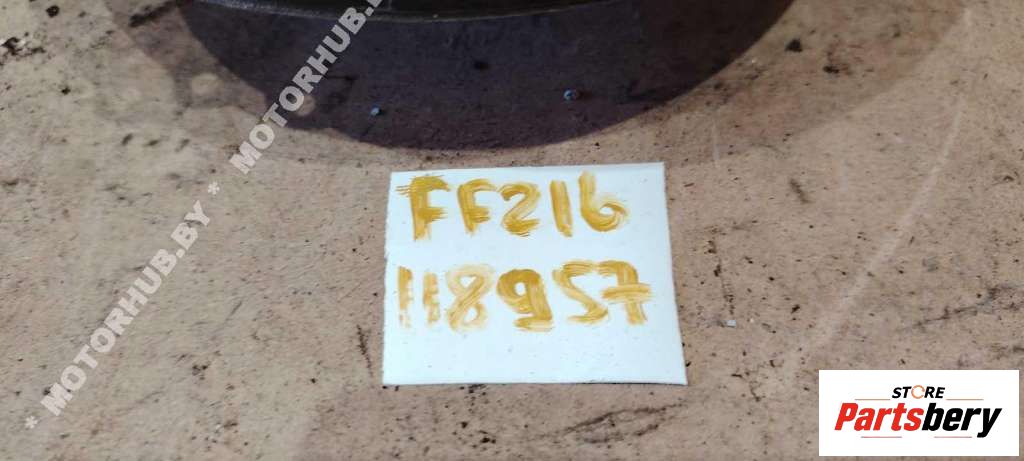 * MOTORHUB.BY * MOTORHUB.BY
FF216
118957
STORE
Partsbery